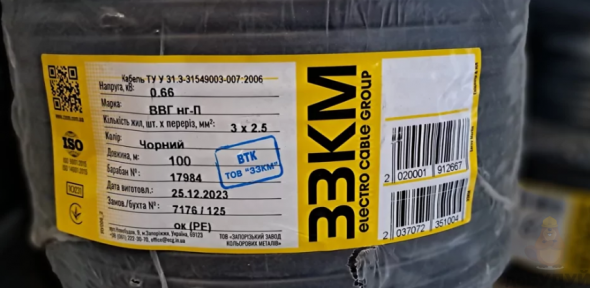 Кабель ТУ У 31.3-31549003-007:2006
Напруга, кВ: 0.66
Марка: ВВГ нг-П
Кількість жил, шт. х переріз, мм²: 3 x 2.5
Колір: Чорний
Довжина, м: 100
Барабан №: 17984
Дата виготовл.: 25.12.2023
Замов./бухта №: 7176 / 125
ок (РЕ)
ВТК
ТОВ "ЗЗКМ"
ISO
ТОВ «ЗАПОРІЗЬКИЙ ЗАВОД
КОЛЬОРОВИХ МЕТАЛІВ»
ЗЗКМ
eLectro caBLe GROUP
2 020001 912667
2 037072 351004